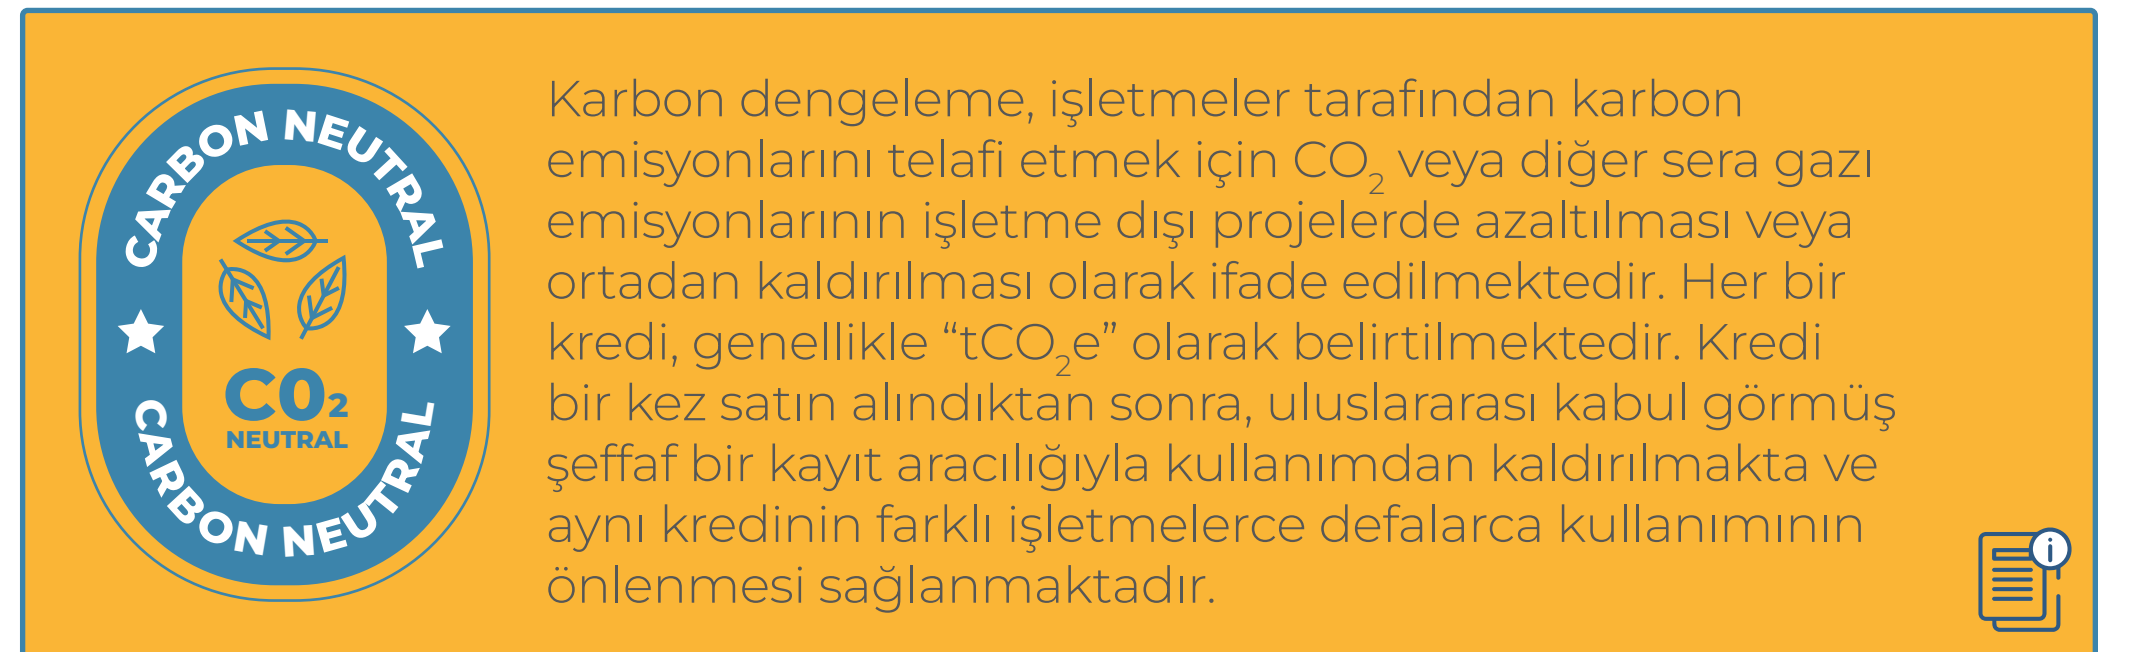 CARBON NEUTRAL
CO₂
NEUTRAL
CARBON NEUTRAL
Karbon dengeleme, işletmeler tarafından karbon
emisyonlarını telafi etmek için CO₂ veya diğer sera gazı
emisyonlarının işletme dışı projelerde azaltılması veya
ortadan kaldırılması olarak ifade edilmektedir. Her bir
kredi, genellikle “tCO₂e” olarak belirtilmektedir. Kredi
bir kez satın alındıktan sonra, uluslararası kabul görmüş
şeffaf bir kayıt aracılığıyla kullanımdan kaldırılmakta ve
aynı kredinin farklı işletmelerce defalarca kullanımının
önlenmesi sağlanmaktadır.